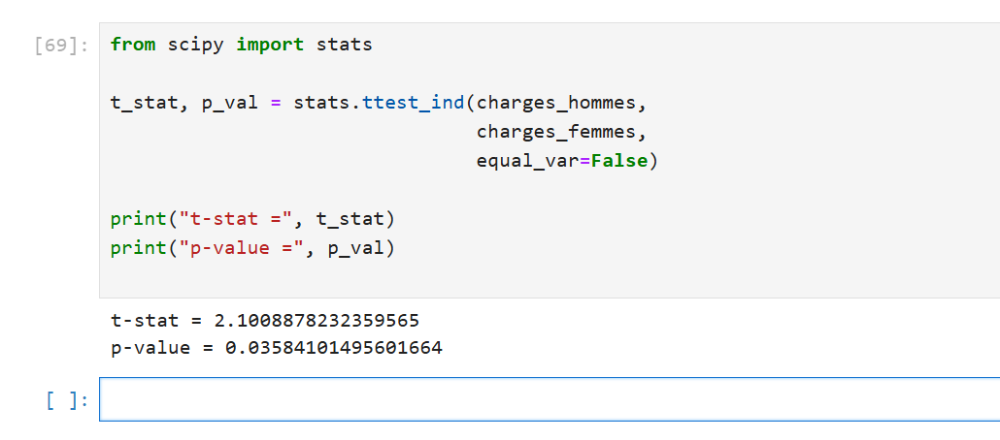 [69]: from scipy import stats
t_stat, p_val = stats.ttest_ind(charges_hommes,
charges_femmes,
equal_var=False)
print("t-stat =", t_stat)
print("p-value =", p_val)
t-stat = 2.1008878232359565
p-value = 0.03584101495601664
[ ]: